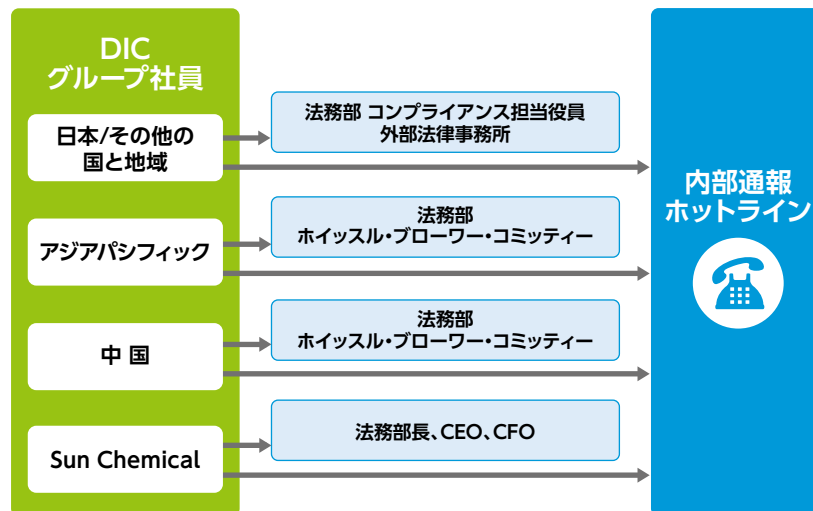 DIC
グループ社員
日本/その他の
国と地域
法務部 コンプライアンス担当役員
外部法律事務所
アジアパシフィック
法務部
ホイッスル・ブローワー・コミッティー
中 国
法務部
ホイッスル・ブローワー・コミッティー
Sun Chemical
法務部長、CEO、CFO
内部通報
ホットライン